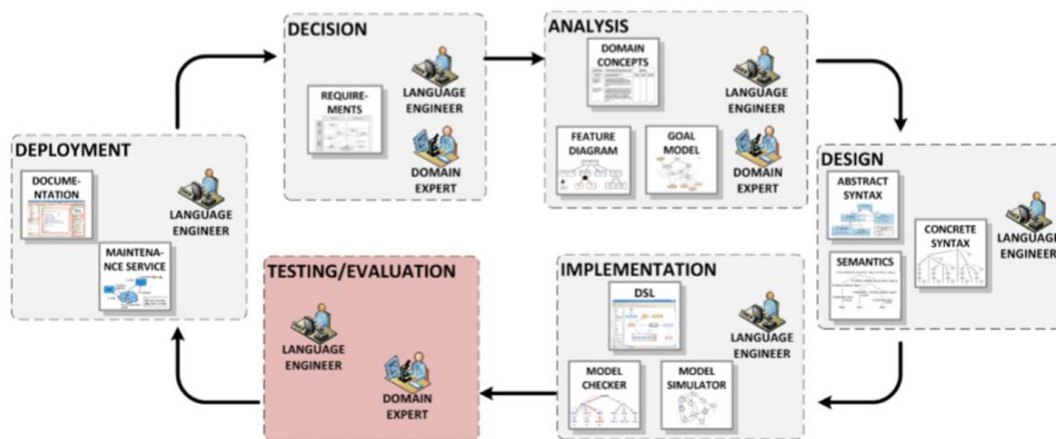 DECISION
REQUIRE-
MENTS
LANGUAGE
ENGINEER
DOMAIN
EXPERT
ANALYSIS
DOMAIN
CONCEPTS
FEATURE
DIAGRAM
GOAL
MODEL
LANGUAGE
ENGINEER
DOMAIN
EXPERT
DESIGN
ABSTRACT
SYNTAX
CONCRETE
SYNTAX
SEMANTICS
LANGUAGE
ENGINEER
IMPLEMENTATION
DSL
LANGUAGE
ENGINEER
MODEL
CHECKER
MODEL
SIMULATOR
TESTING/EVALUATION
LANGUAGE
ENGINEER
DOMAIN
EXPERT
DEPLOYMENT
DOCUME-
NTATION
LANGUAGE
ENGINEER
MAINTENA-
NCE SERVICE